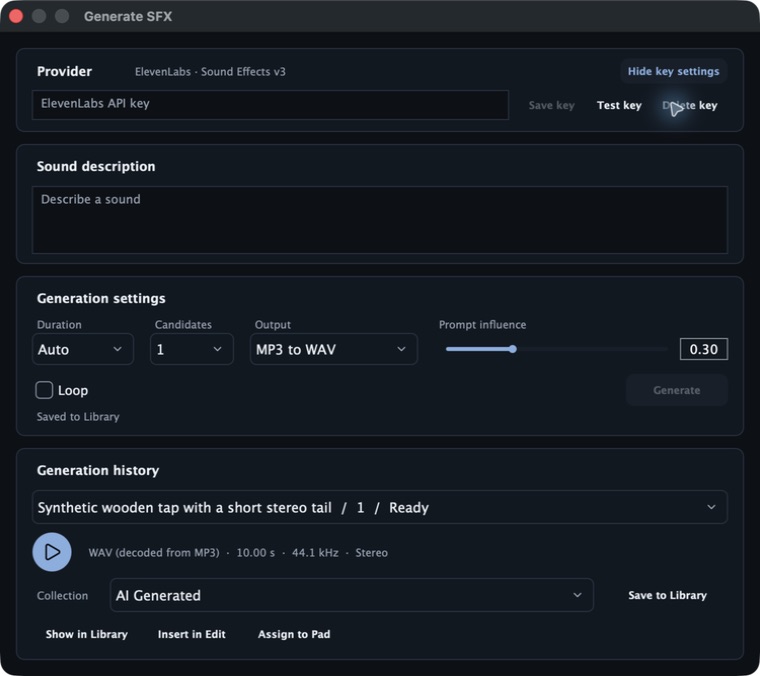 Generate SFX
Provider
ElevenLabs · Sound Effects v3
Hide key settings
ElevenLabs API key
Save key
Test key
Delete key
Sound description
Describe a sound
Generation settings
Duration
Candidates
Output
Prompt influence
Auto
1
MP3 to WAV
0.30
Loop
Generate
Saved to Library
Generation history
Synthetic wooden tap with a short stereo tail / 1 / Ready
WAV (decoded from MP3) · 10.00 s · 44.1 kHz · Stereo
Collection
AI Generated
Save to Library
Show in Library
Insert in Edit
Assign to Pad